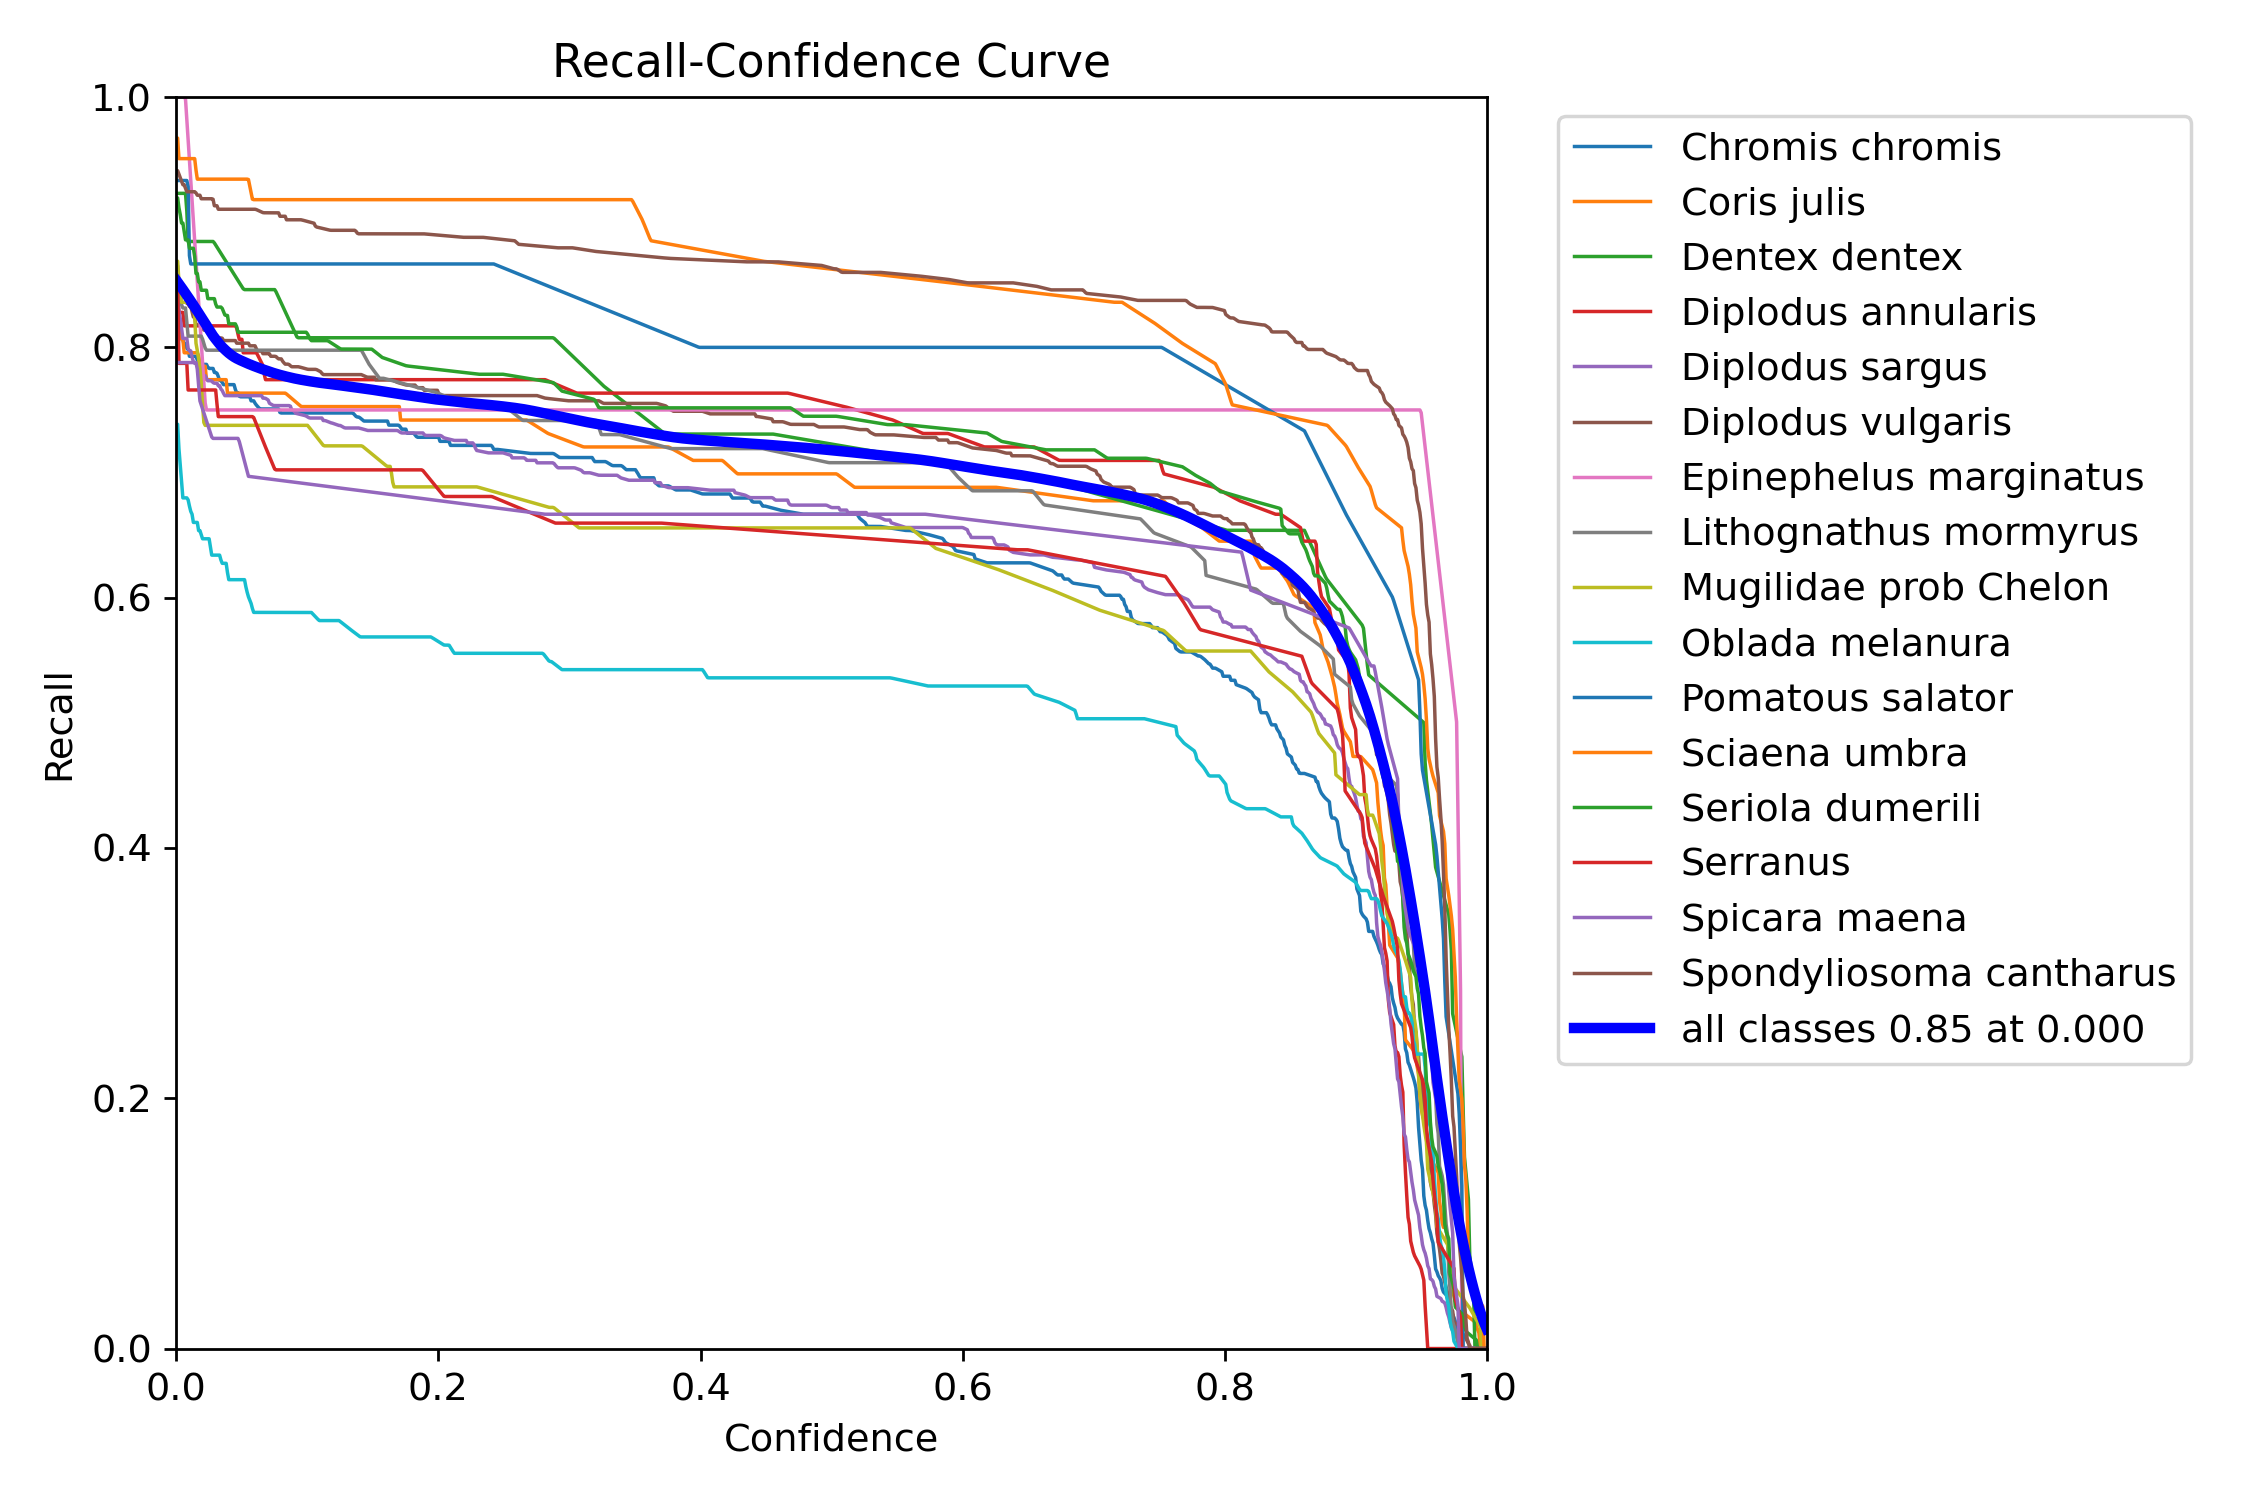 Recall-Confidence Curve
1.0
0.8
0.6
0.4
0.2
0.0
Recall
0.0 0.2 0.4 0.6 0.8 1.0
Confidence
Chromis chromis
Coris julis
Dentex dentex
Diplodus annularis
Diplodus sargus
Diplodus vulgaris
Epinephelus marginatus
Lithognathus mormyrus
Mugilidae prob Chelon
Oblada melanura
Pomatous salator
Sciaena umbra
Seriola dumerili
Serranus
Spicara maena
Spondyliosoma cantharus
all classes 0.85 at 0.000